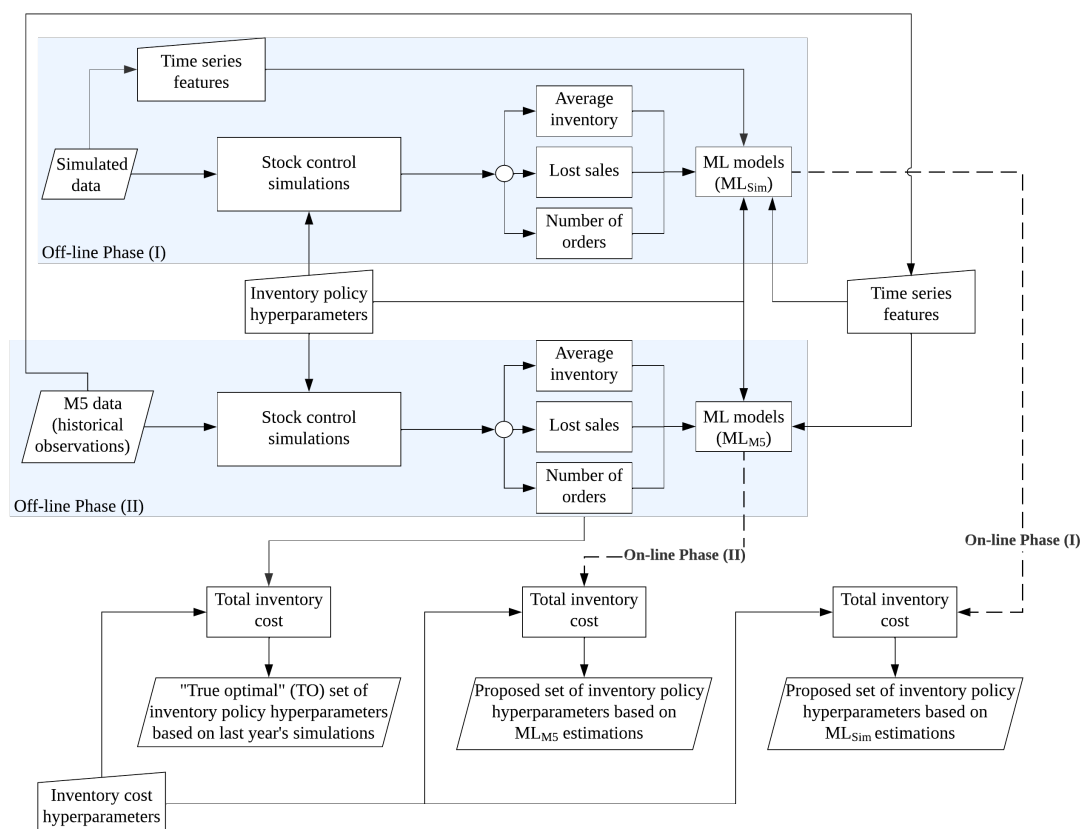 Time series
features
Simulated
data
Stock control
simulations
Average
inventory
Lost sales
Number of
orders
ML models
(MLSim)
Off-line Phase (I)
Inventory policy
hyperparameters
Time series
features
M5 data
(historical
observations)
Stock control
simulations
Average
inventory
Lost sales
Number of
orders
ML models
(MLM5)
Off-line Phase (II)
On-line Phase (II)
On-line Phase (I)
Total inventory
cost
Total inventory
cost
Total inventory
cost
"True optimal" (TO) set of
inventory policy hyperparameters
based on last year's simulations
Proposed set of inventory policy
hyperparameters based on
MLM5 estimations
Proposed set of inventory policy
hyperparameters based on
MLSim estimations
Inventory cost
hyperparameters